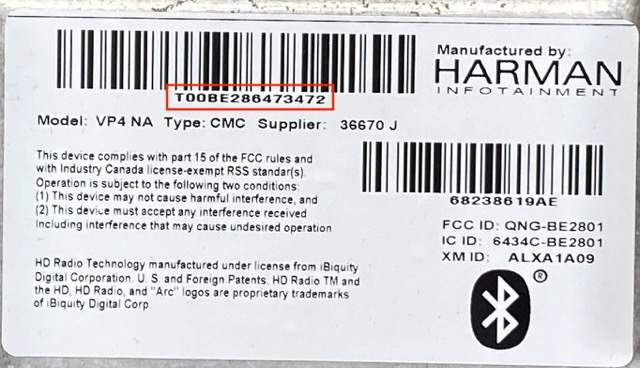 Manufactured by:
HARMAN
INFOTAINMENT
T00BE286473472
Model: VP4 NA Type: CMC Supplier: 36670 J
This device complies with part 15 of the FCC rules and
with Industry Canada license-exempt RSS standar(s).
Operation is subject to the following two conditions:
(1) This device may not cause harmful interference, and
(2) This device must accept any interference received
Including interference that may cause undesired operation
68238619AE
FCC ID: QNG-BE2801
IC ID: 6434C-BE2801
XM ID: ALXA1A09
HD Radio Technology manufactured under license from iBiquity
Digital Corporation. U.S. and Foreign Patents. HD Radio TM and
the HD, HD Radio, and "Arc" logos are proprietary trademarks
of iBiquity Digital Corp.
®